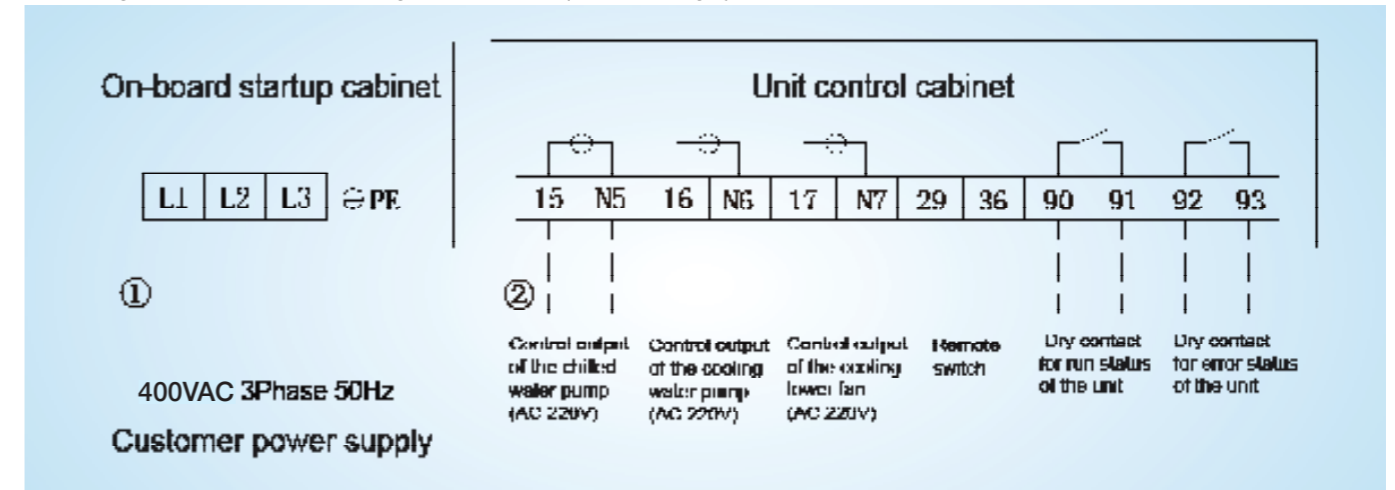 On-board startup cabinet
Unit control cabinet
L1 L2 L3 PE
15 N5 16 N6 17 N7 29 36 90 91 92 93
①
②
Control output
of the chilled
water pump
(AC 220V)
Control output
of the cooling
water pump
(AC 220V)
Control output
of the cooling
tower fan
(AC 220V)
Remote
switch
Dry contact
for run status
of the unit
Dry contact
for error status
of the unit
400VAC 3Phase 50Hz
Customer power supply